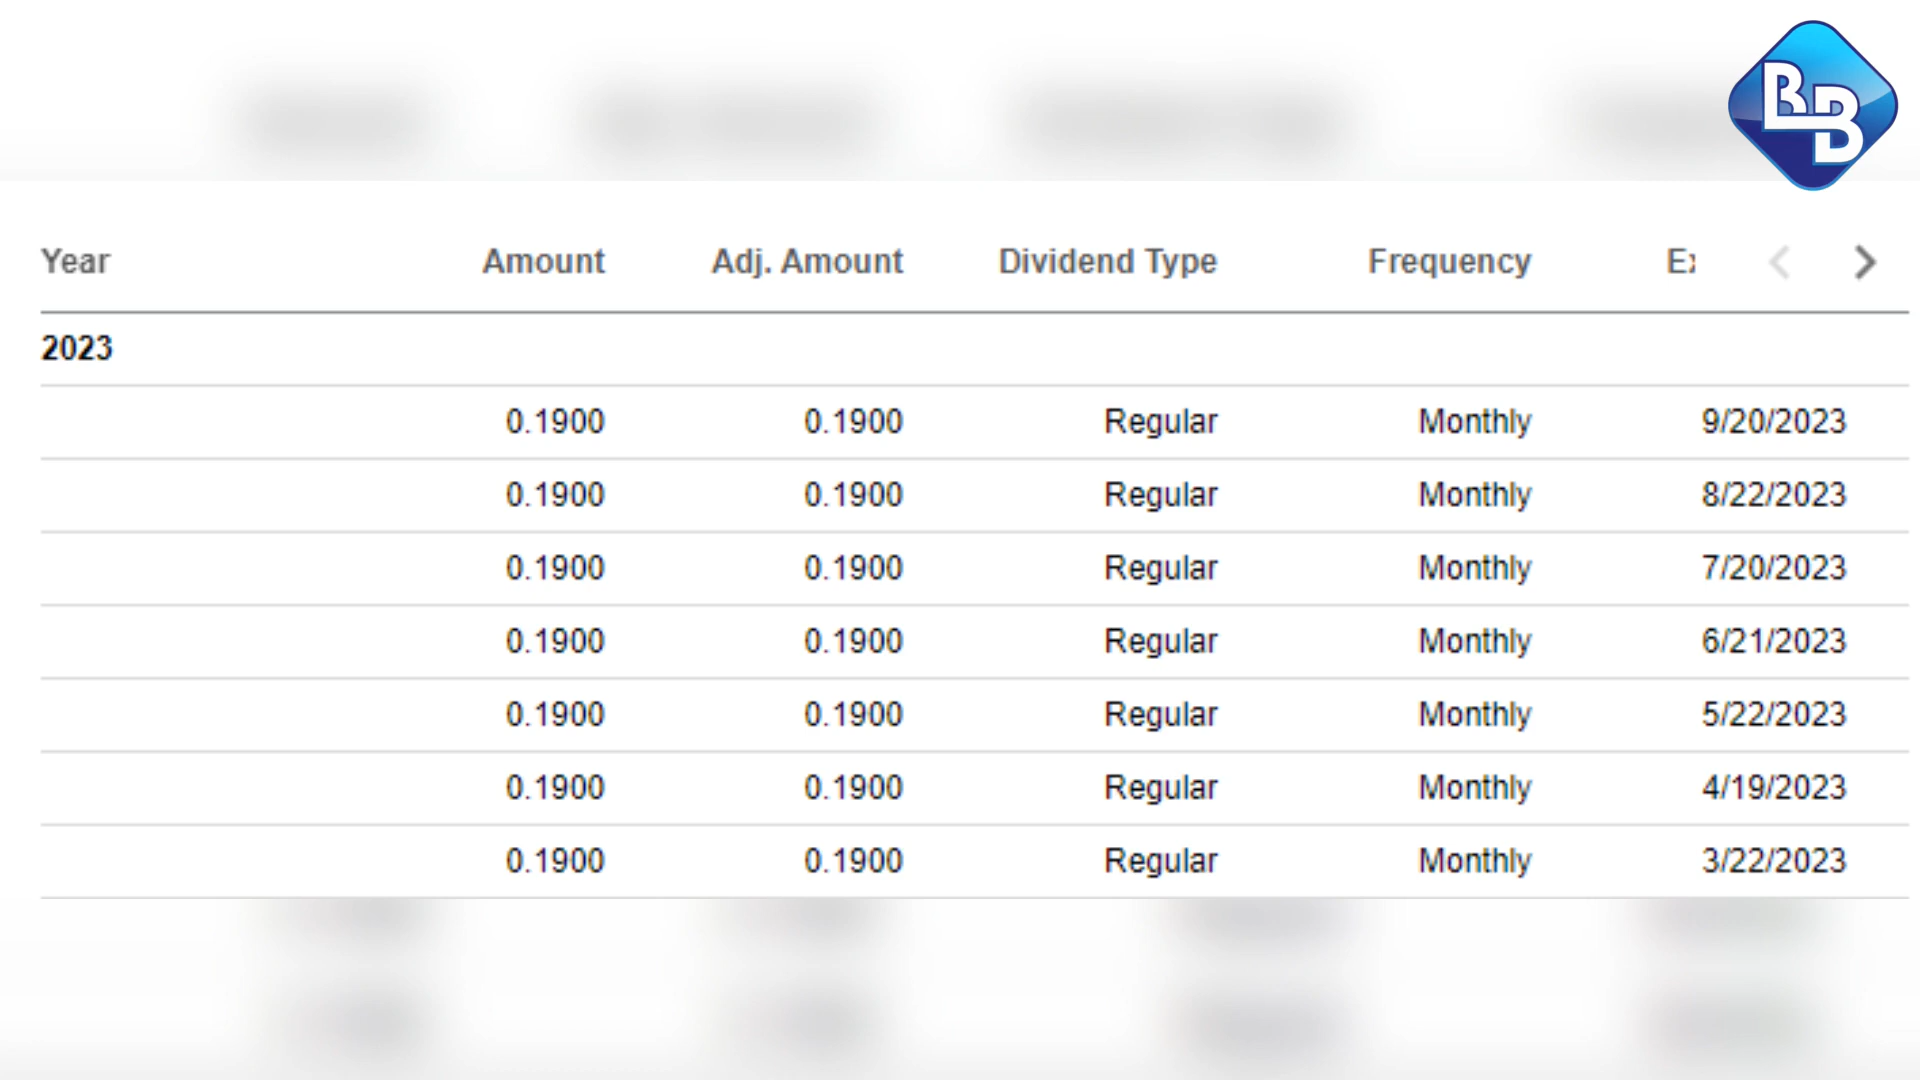 BB
Year Amount Adj. Amount Dividend Type Frequency
2023
0.1900 0.1900 Regular Monthly 9/20/2023
0.1900 0.1900 Regular Monthly 8/22/2023
0.1900 0.1900 Regular Monthly 7/20/2023
0.1900 0.1900 Regular Monthly 6/21/2023
0.1900 0.1900 Regular Monthly 5/22/2023
0.1900 0.1900 Regular Monthly 4/19/2023
0.1900 0.1900 Regular Monthly 3/22/2023